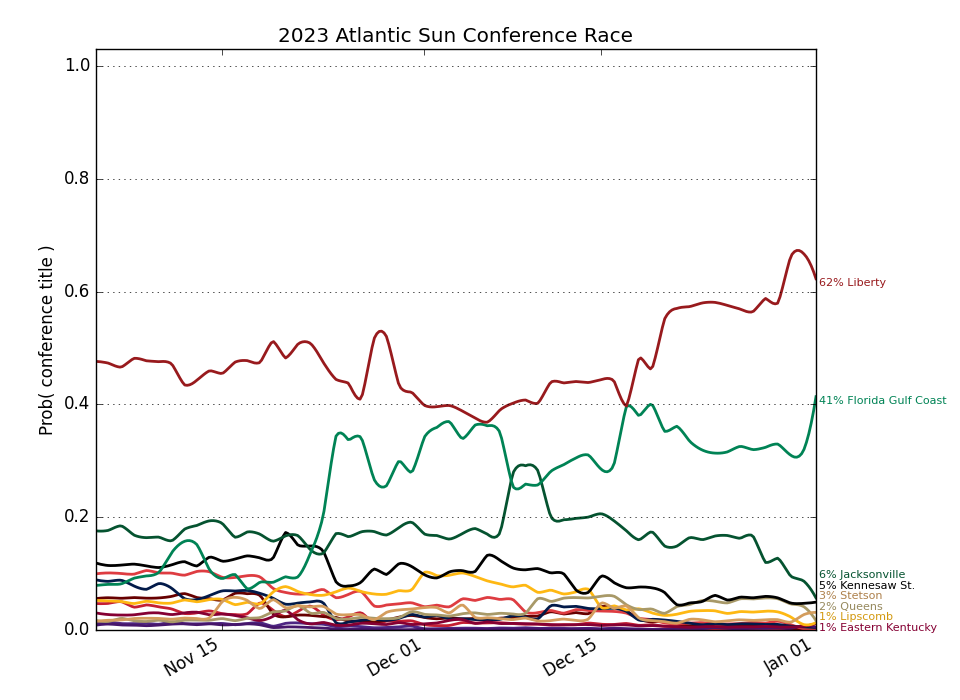 2023 Atlantic Sun Conference Race
Prob( conference title )
1.0
0.8
0.6
0.4
0.2
0.0
Nov 15
Dec 01
Dec 15
Jan 01
62% Liberty
41% Florida Gulf Coast
6% Jacksonville
5% Kennesaw St.
3% Stetson
2% Queens
1% Lipscomb
1% Eastern Kentucky